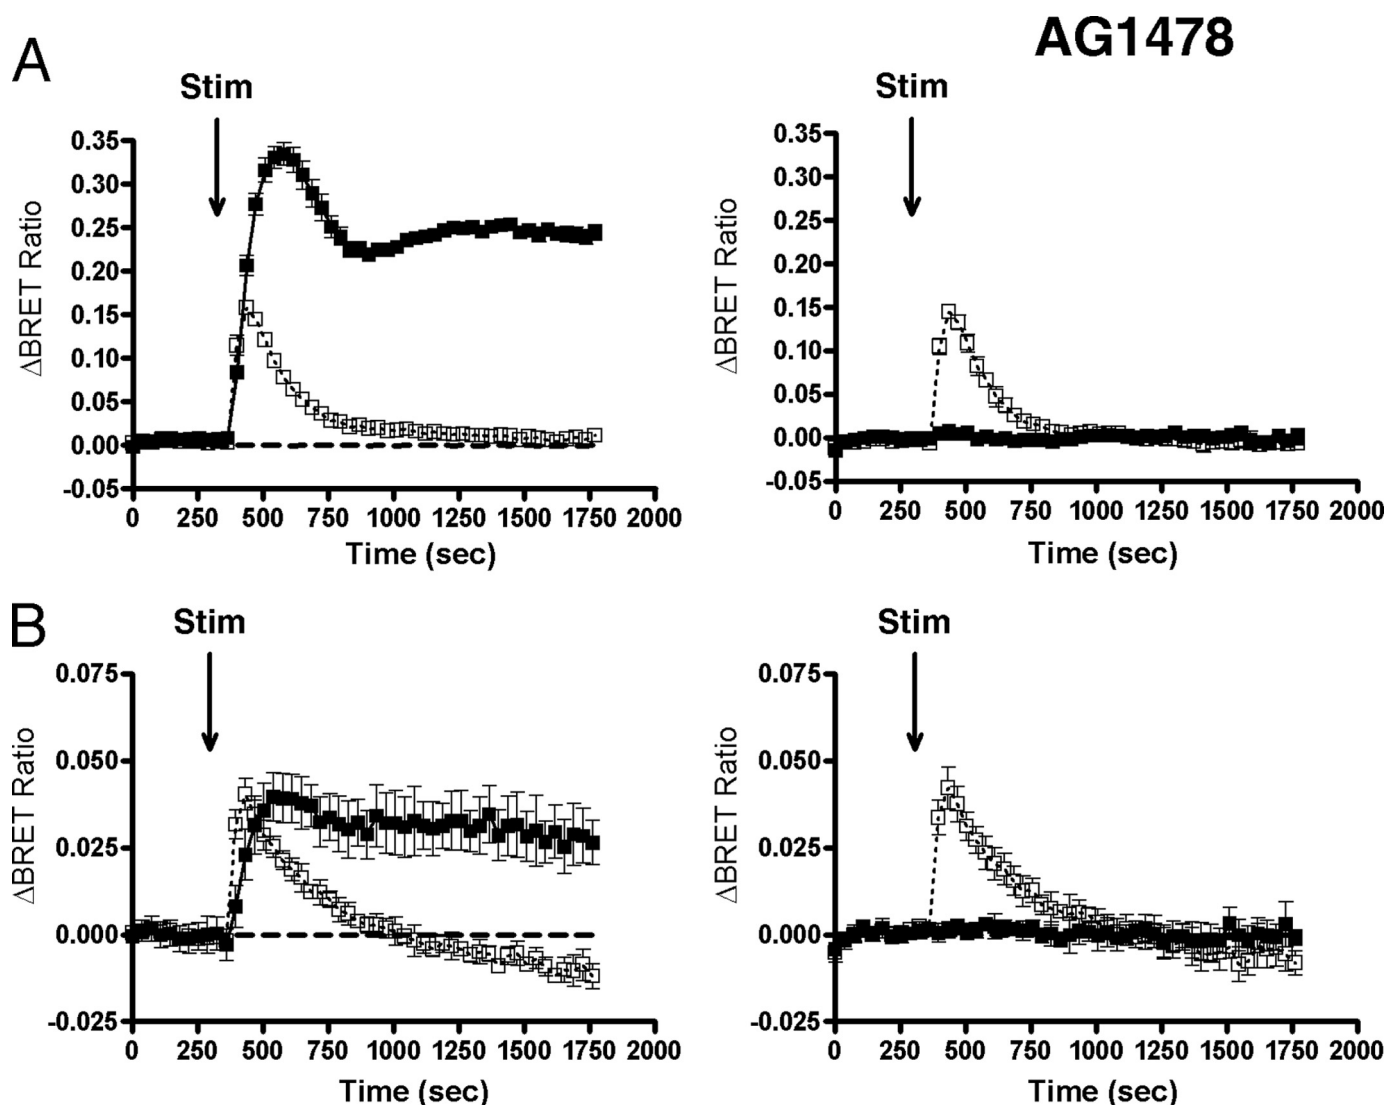 AG1478
A
Stim
ΔBRET Ratio
0.35
0.30
0.25
0.20
0.15
0.10
0.05
0.00
-0.05
0 250 500 750 1000 1250 1500 1750 2000
Time (sec)
Stim
ΔBRET Ratio
0.35
0.30
0.25
0.20
0.15
0.10
0.05
0.00
-0.05
0 250 500 750 1000 1250 1500 1750 2000
Time (sec)
B
Stim
ΔBRET Ratio
0.075
0.050
0.025
0.000
-0.025
0 250 500 750 1000 1250 1500 1750 2000
Time (sec)
Stim
ΔBRET Ratio
0.075
0.050
0.025
0.000
-0.025
0 250 500 750 1000 1250 1500 1750 2000
Time (sec)